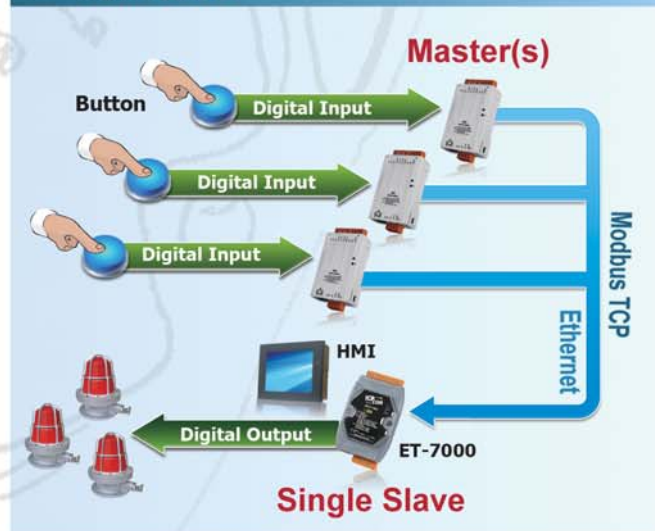 Master(s)
Button
Digital Input
Digital Input
Digital Input
Modbus TCP
Ethernet
HMI
Digital Output
ET-7000
Single Slave